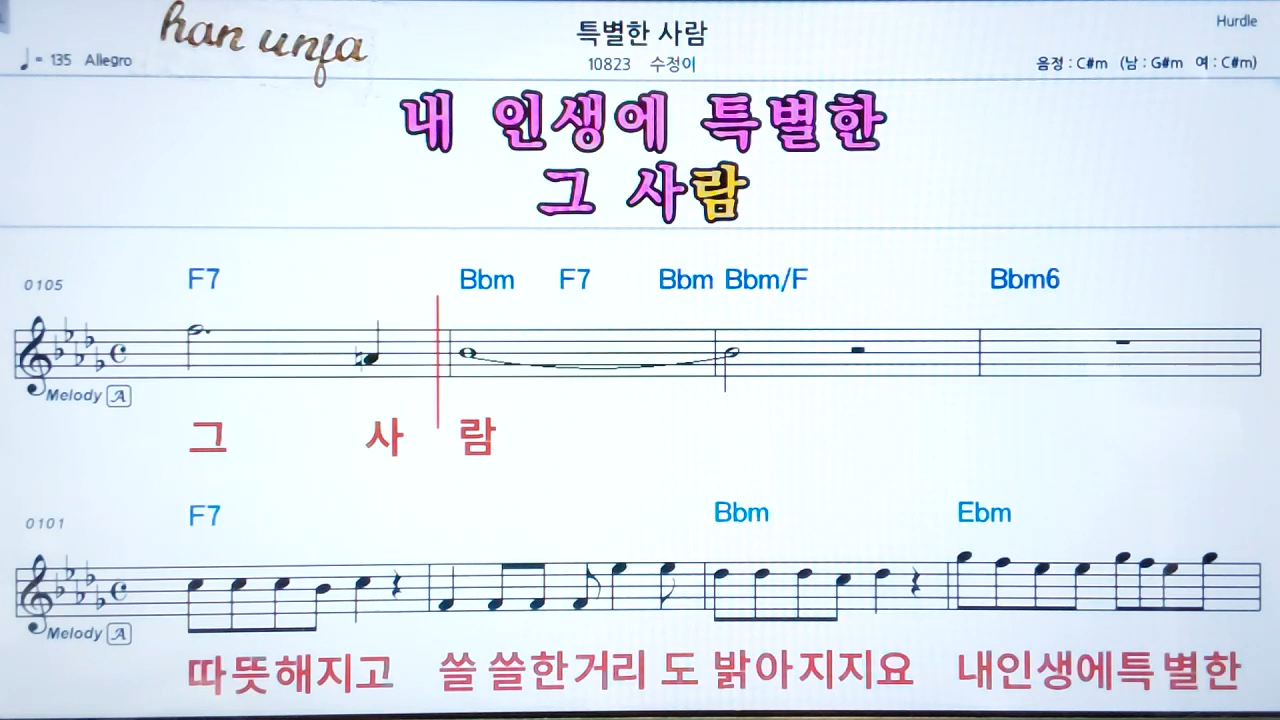 han unja
특별한 사람
Hurdle
♩= 135 Allegro
10823 수정이
음정 : C#m (남 : G#m 여 : C#m)
내 인생에 특별한
그 사람
0105 F7 Bbm F7 Bbm Bbm/F Bbm6
Melody A
그 사 람
0101 F7 Bbm Ebm
Melody A
따뜻해지고 쓸 쓸한거리 도 밝아지지요 내인생에특별한